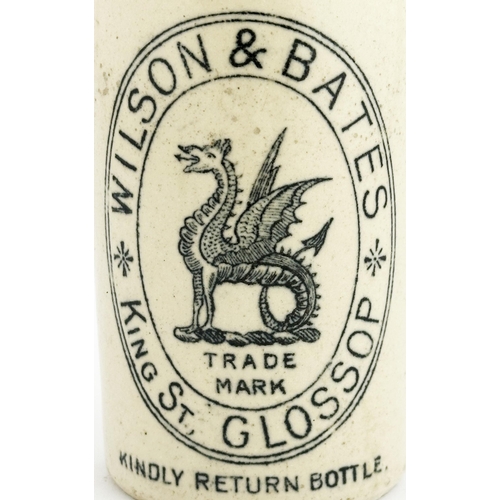 WILSON & BATES
KING ST, GLOSSOP
TRADE
MARK
KINDLY RETURN BOTTLE.